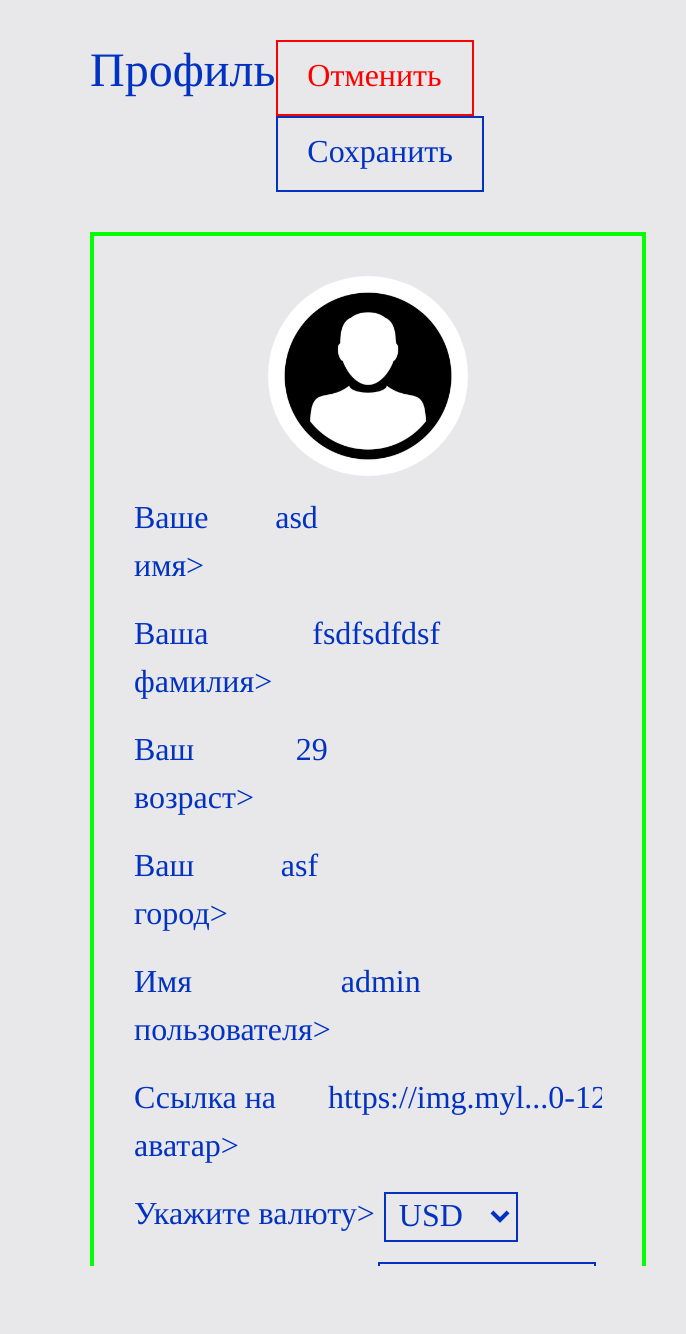 Профиль Отменить
Сохранить
Ваше asd
имя>
Ваша fsdfsdfdsf
фамилия>
Ваш 29
возраст>
Ваш asf
город>
Имя admin
пользователя>
Ссылка на https://img.myl...0-12
аватар>
Укажите валюту> USD